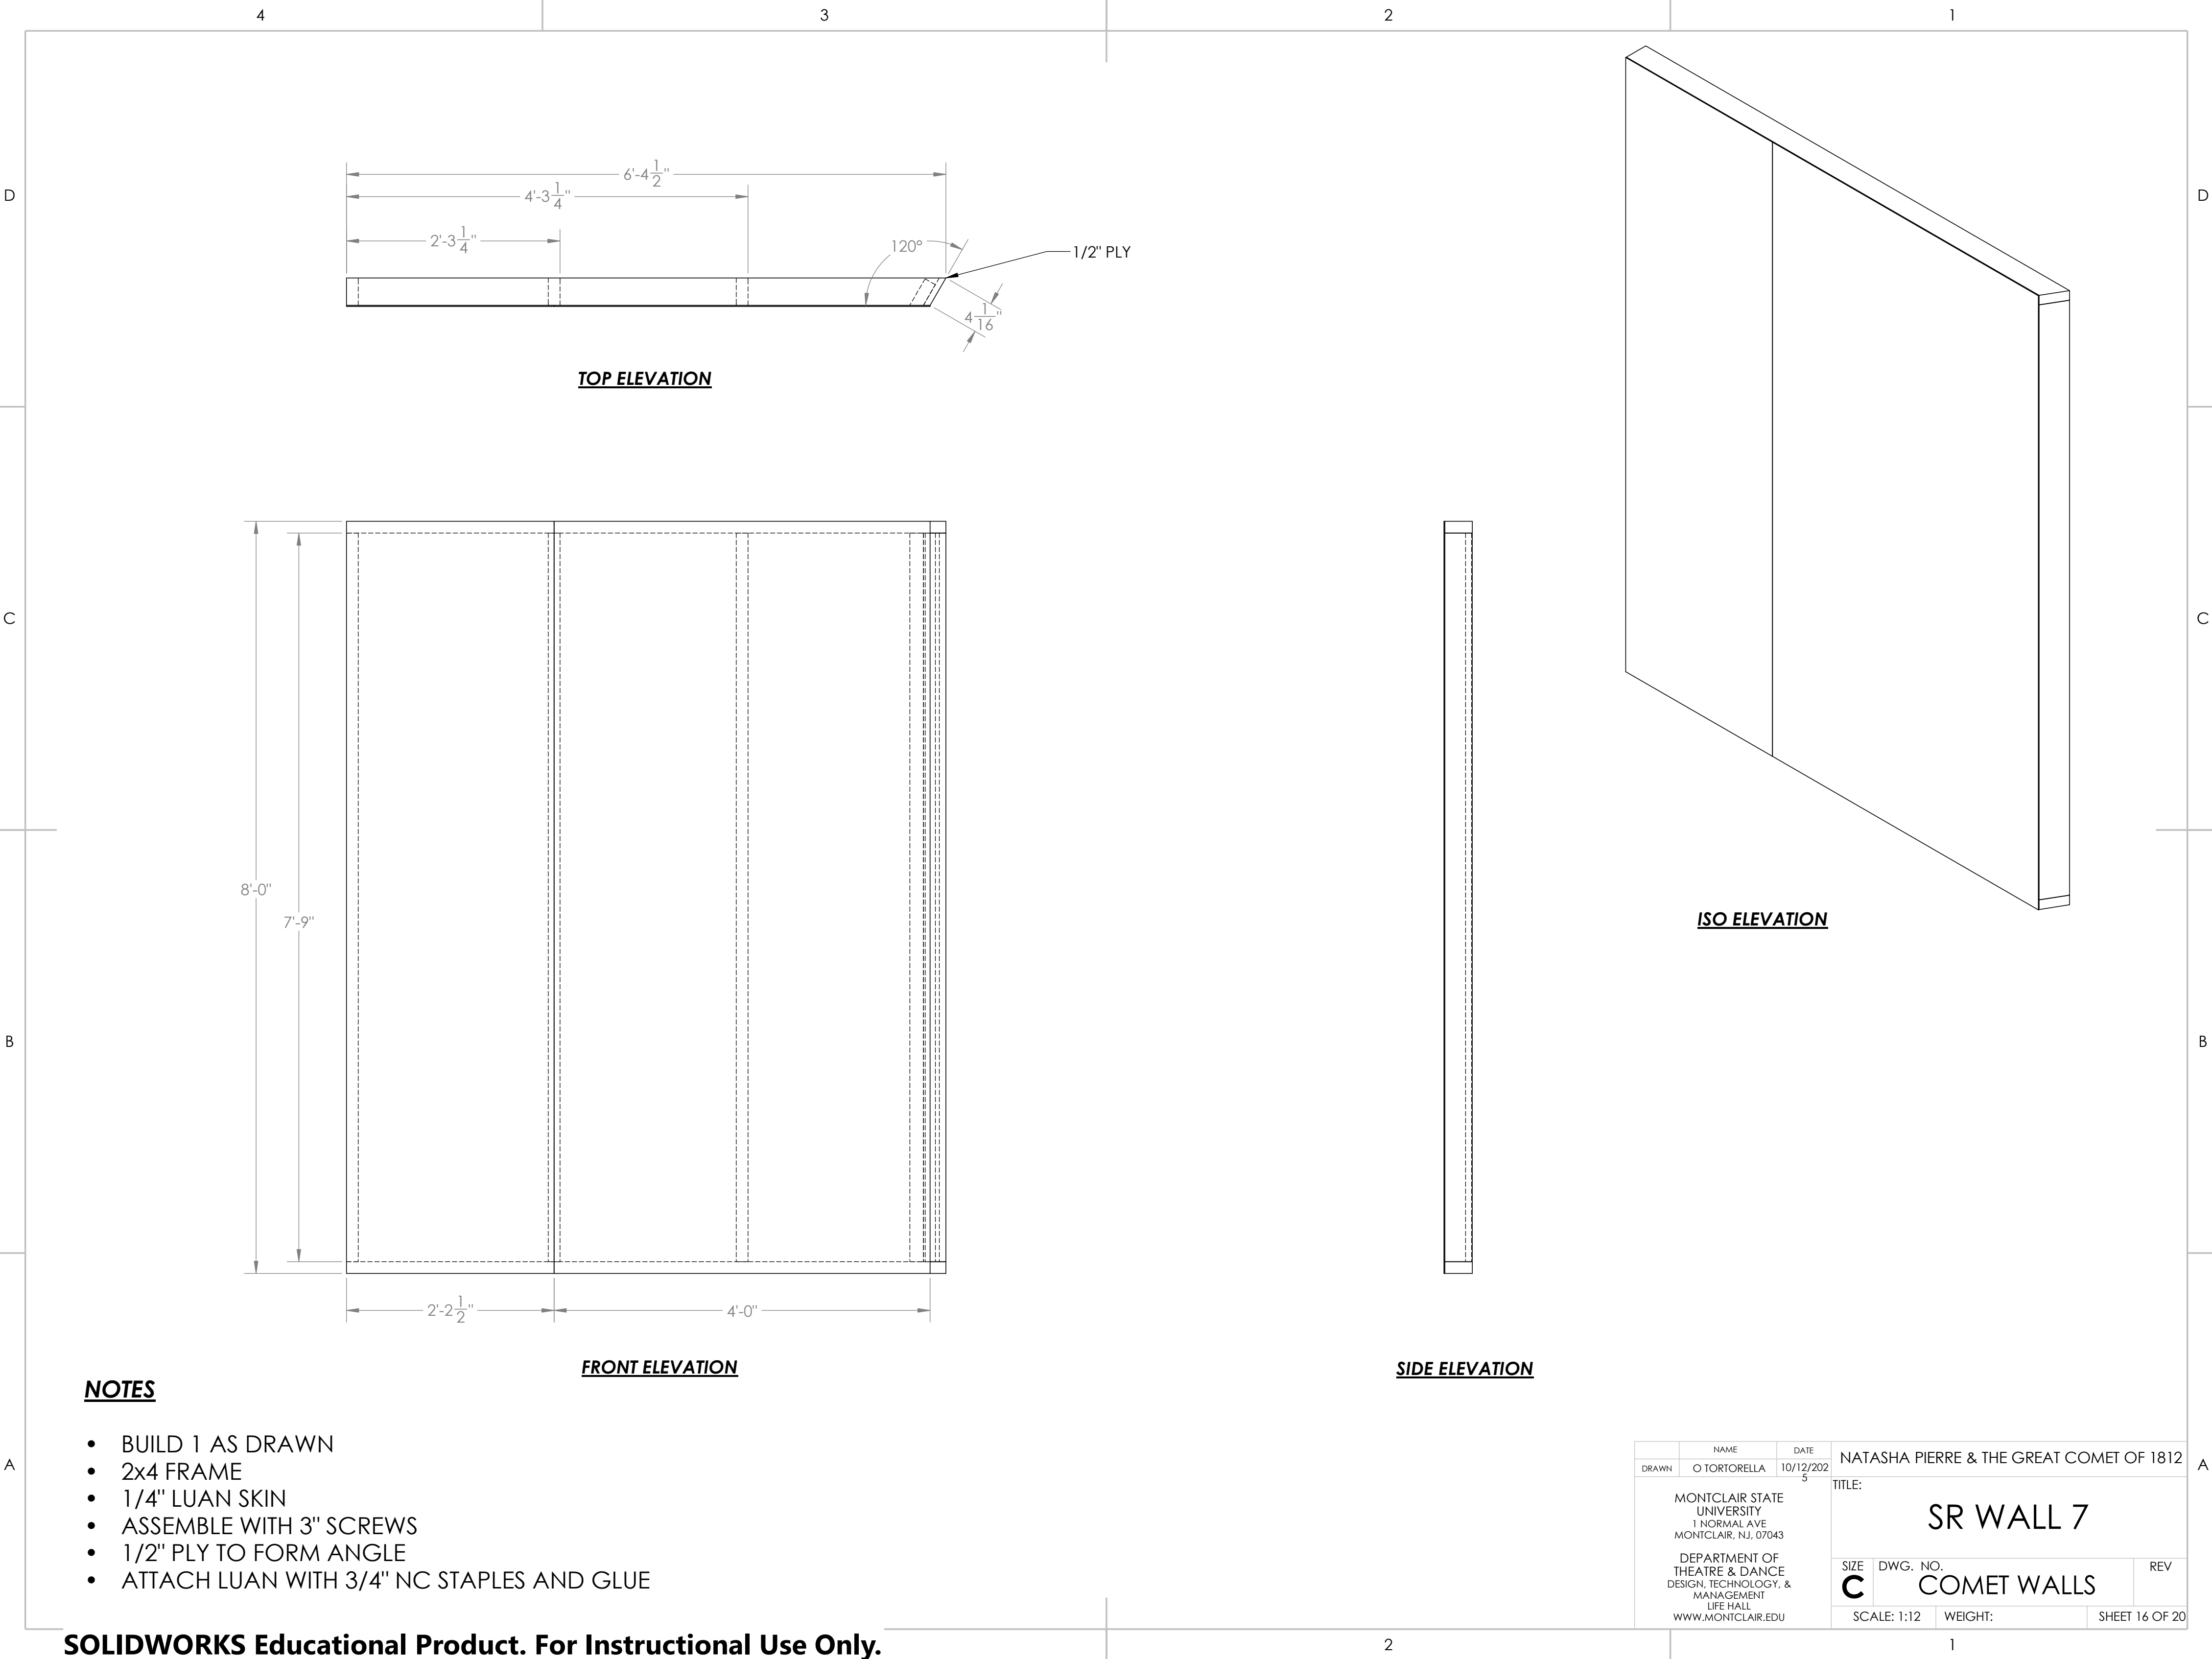 4 3 2 1
D D
6'-4 1/2"
4'-3 1/4"
2'-3 1/4"
120°
1/2" PLY
4 1/16"
TOP ELEVATION
C C
8'-0"
7'-9"
ISO ELEVATION
B B
2'-2 1/2" 4'-0"
FRONT ELEVATION
SIDE ELEVATION
NOTES
• BUILD 1 AS DRAWN
• 2x4 FRAME
• 1/4" LUAN SKIN
• ASSEMBLE WITH 3" SCREWS
• 1/2" PLY TO FORM ANGLE
• ATTACH LUAN WITH 3/4" NC STAPLES AND GLUE
A A
NAME DATE
DRAWN O TORTORELLA 10/12/202
5
MONTCLAIR STATE
UNIVERSITY
1 NORMAL AVE
MONTCLAIR, NJ, 07043
DEPARTMENT OF
THEATRE & DANCE
DESIGN, TECHNOLOGY, &
MANAGEMENT
LIFE HALL
WWW.MONTCLAIR.EDU
NATASHA PIERRE & THE GREAT COMET OF 1812
TITLE:
SR WALL 7
SIZE DWG. NO. REV
C COMET WALLS
SCALE: 1:12 WEIGHT: SHEET 16 OF 20
SOLIDWORKS Educational Product. For Instructional Use Only.
2 1